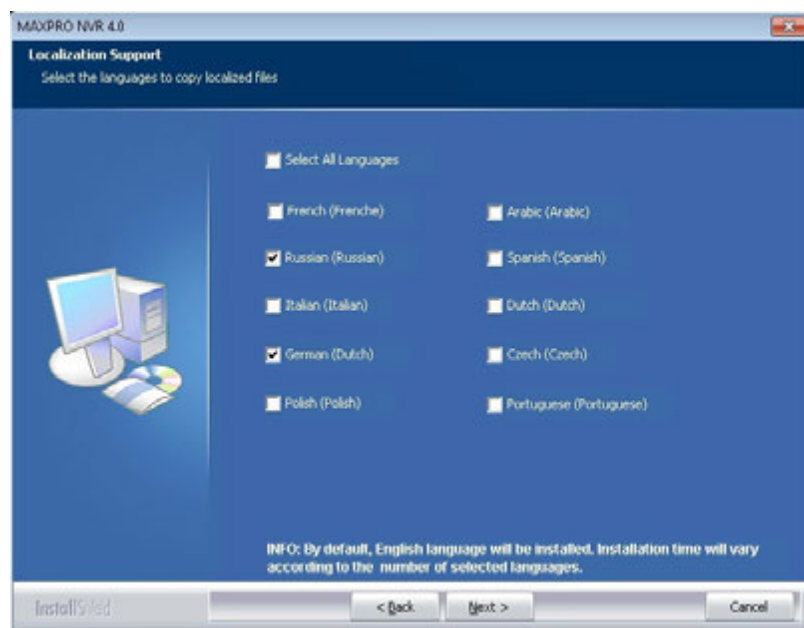 MAXPRO NVR 4.0
Localization Support
Select the languages to copy localized files
Select All Languages
French (Frenche)
Arabic (Arabic)
Russian (Russian)
Spanish (Spanish)
Italian (Italian)
Dutch (Dutch)
German (Dutch)
Czech (Czech)
Polish (Polish)
Portuguese (Portuguese)
INFO: By default, English language will be installed. Installation time will vary
according to the number of selected languages.
InstallShield
< Back
Next >
Cancel